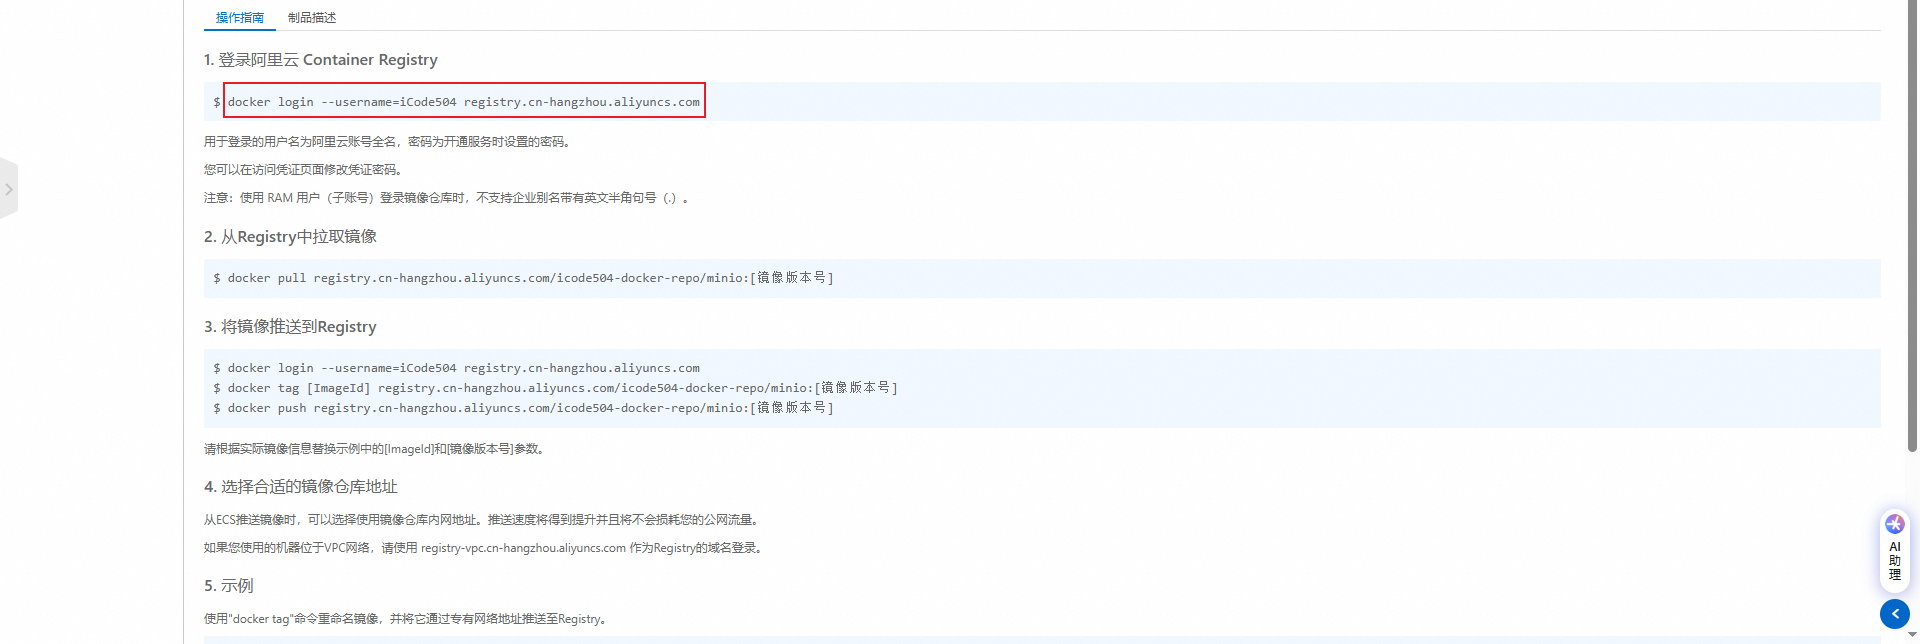 操作指南 制品描述
1. 登录阿里云 Container Registry
$ docker login --username=iCode504 registry.cn-hangzhou.aliyuncs.com
用于登录的用户名为阿里云账号全名，密码为开通服务时设置的密码。
您可以在访问凭证页面修改凭证密码。
注意：使用 RAM 用户（子账号）登录镜像仓库时，不支持企业别名带有英文半角句号（.）。
2. 从Registry中拉取镜像
$ docker pull registry.cn-hangzhou.aliyuncs.com/icode504-docker-repo/minio:[镜像版本号]
3. 将镜像推送到Registry
$ docker login --username=iCode504 registry.cn-hangzhou.aliyuncs.com
$ docker tag [ImageId] registry.cn-hangzhou.aliyuncs.com/icode504-docker-repo/minio:[镜像版本号]
$ docker push registry.cn-hangzhou.aliyuncs.com/icode504-docker-repo/minio:[镜像版本号]
请根据实际镜像信息替换示例中的[ImageId]和[镜像版本号]参数。
4. 选择合适的镜像仓库地址
从ECS推送镜像时，可以选择使用镜像仓库内网地址。推送速度将得到提升并且将不会损耗您的公网流量。
如果您使用的机器位于VPC网络，请使用 registry-vpc.cn-hangzhou.aliyuncs.com 作为Registry的域名登录。
5. 示例
使用"docker tag"命令重命名镜像，并将它通过专有网络地址推送至Registry。
AI
助
理